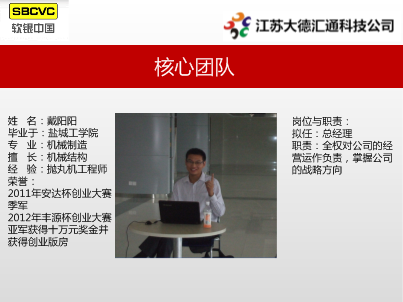 SBCVC
软银中国
江苏大德汇通科技公司
核心团队
姓 名：戴阳阳
毕业于：盐城工学院
专 业：机械制造
擅 长：机械结构
经 验：抛丸机工程师
荣誉：
2011年安达杯创业大赛
季军
2012年丰源杯创业大赛
亚军获得十万元奖金并
获得创业版房
岗位与职责：
拟任：总经理
职责：全权对公司的经
营运作负责，掌握公司
的战略方向